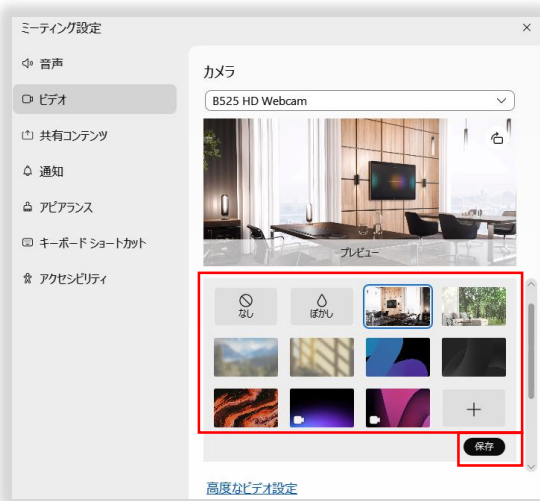 ミーティング設定
音声
ビデオ
共有コンテンツ
通知
アピアランス
キーボード ショートカット
アクセシビリティ
カメラ
B525 HD Webcam
プレビュー
なし
ぼかし
保存
高度なビデオ設定